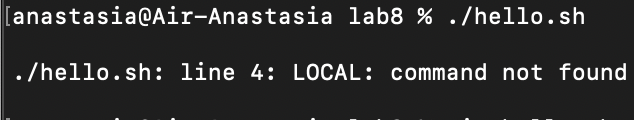 [anastasia@Air-Anastasia lab8 % ./hello.sh
./hello.sh: line 4: LOCAL: command not found